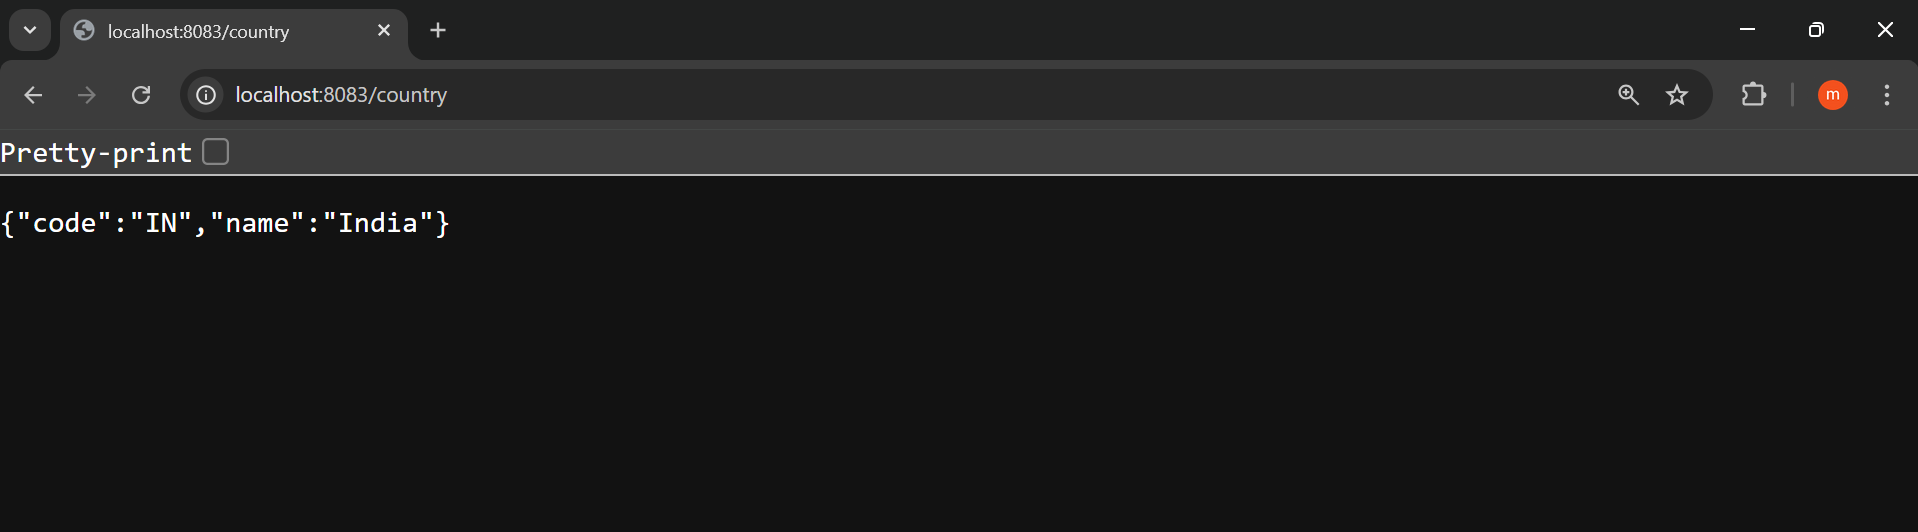 localhost:8083/country
localhost:8083/country
m
Pretty-print
{"code":"IN","name":"India"}